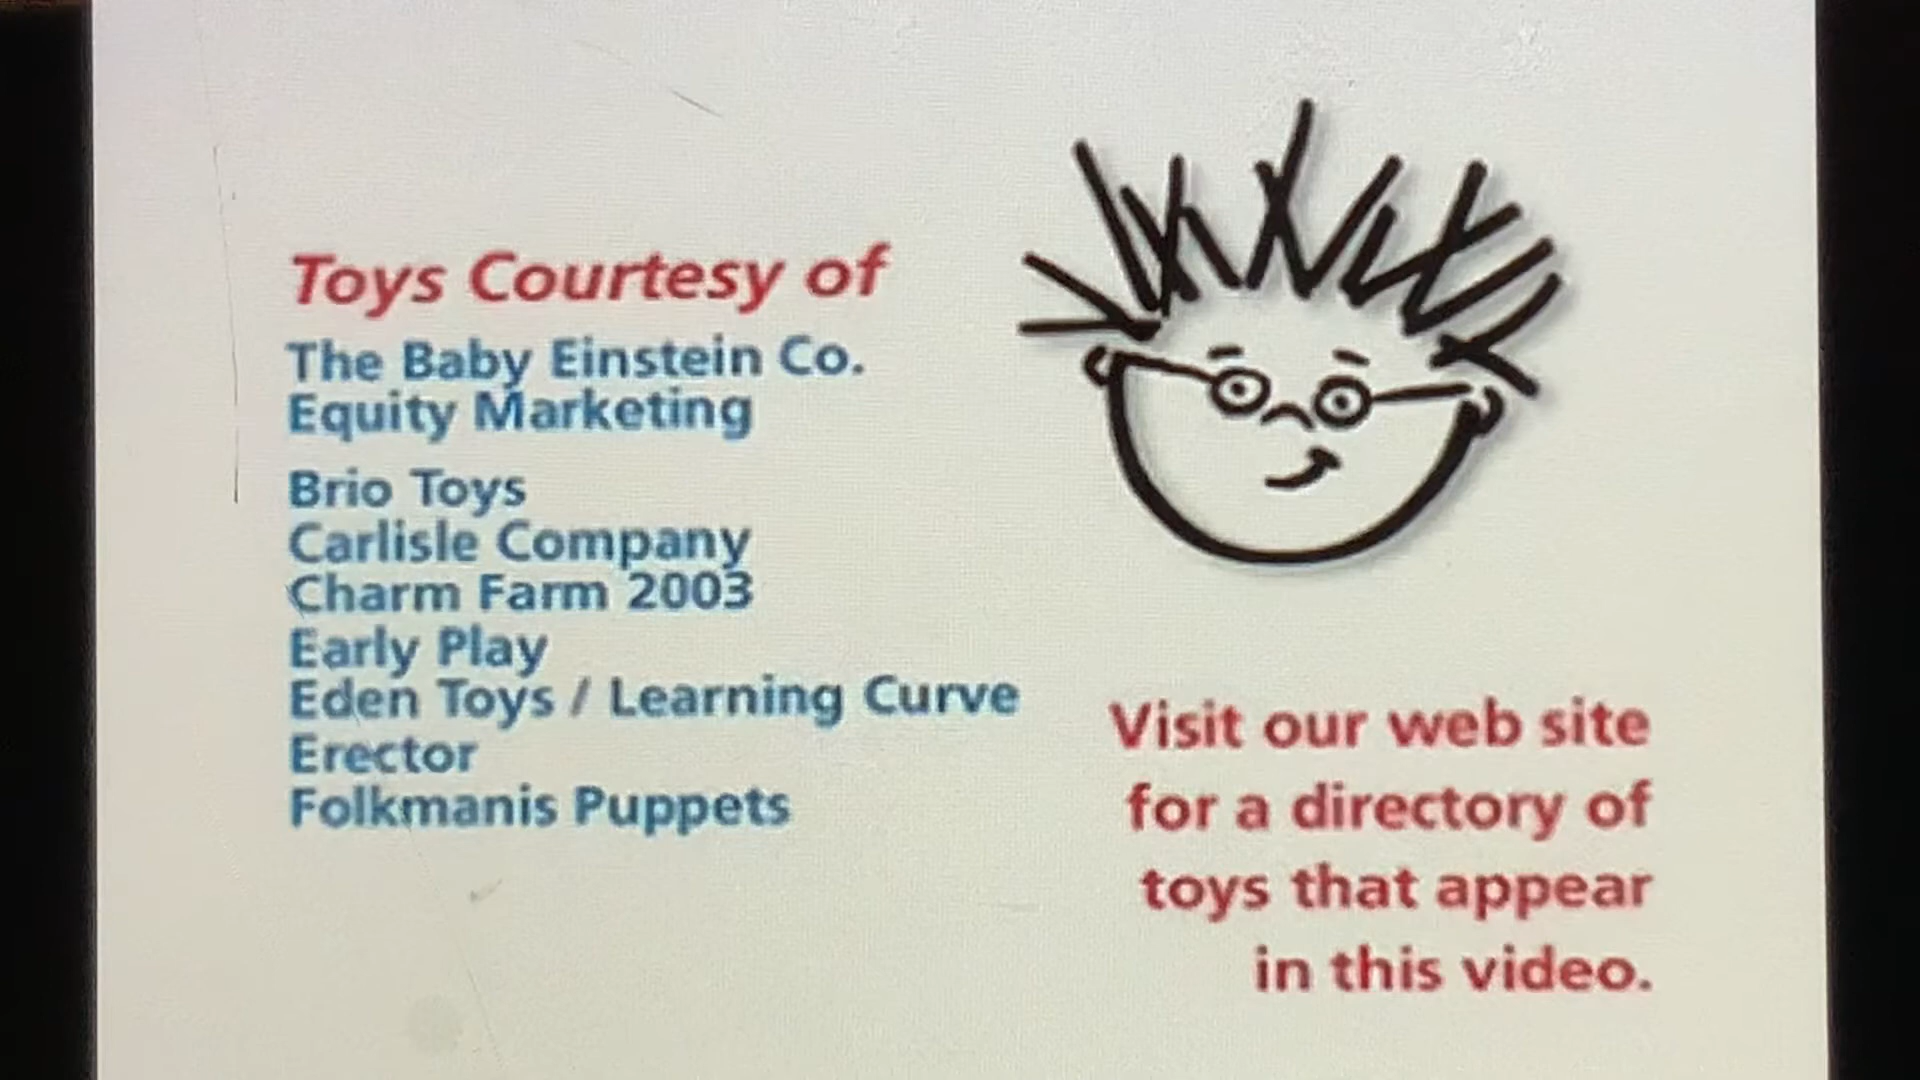 Toys Courtesy of
The Baby Einstein Co.
Equity Marketing
Brio Toys
Carlisle Company
Charm Farm 2003
Early Play
Eden Toys / Learning Curve
Erector
Folkmanis Puppets
Visit our web site
for a directory of
toys that appear
in this video.